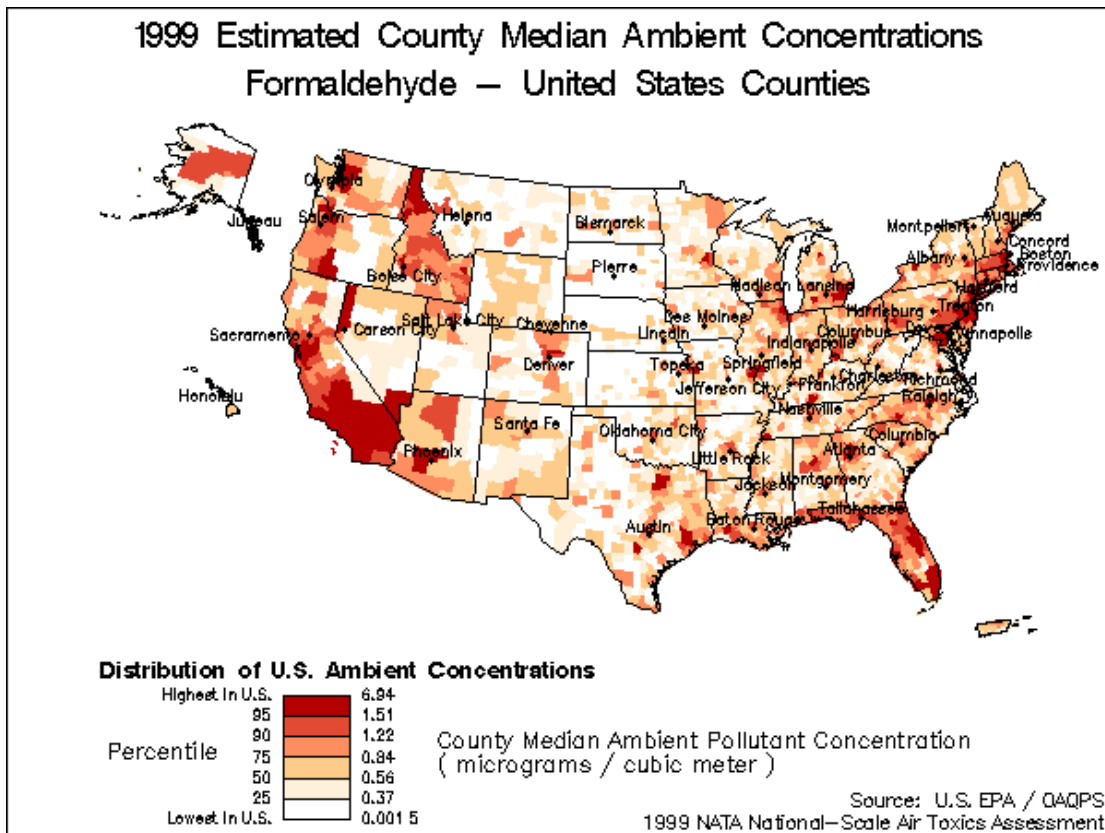 1999 Estimated County Median Ambient Concentrations
Formaldehyde — United States Counties
Olympia
Salem
Juneau
Helena
Bismarck
Boise City
Pierre
Montpelier
Augusta
Concord
Boston
Providence
Albany
Hartford
Madison Lansing
Harrisburg
Trenton
Sacramento
Carson City
Salt Lake City
Cheyenne
Des Moines
Lincoln
Columbus
Annapolis
Indianapolis
Denver
Topeka
Springfield
Jefferson City
Frankfort
Charleston
Richmond
Honolulu
Raleigh
Nashville
Santa Fe
Oklahoma City
Columbia
Phoenix
Little Rock
Atlanta
Jackson
Montgomery
Tallahassee
Austin
Baton Rouge
Distribution of U.S. Ambient Concentrations
Highest In U.S. 6.94
95 1.51
90 1.22
75 0.84
50 0.56
25 0.37
Lowest In U.S. 0.0015
Percentile
County Median Ambient Pollutant Concentration
( micrograms / cubic meter )
Source: U.S. EPA / OAQPS
1999 NATA National-Scale Air Toxics Assessment